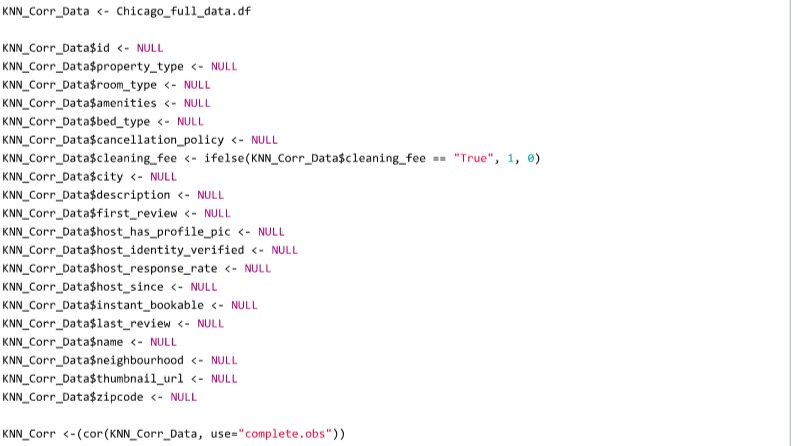 KNN_Corr_Data <- Chicago_full_data.df
KNN_Corr_Data$id <- NULL
KNN_Corr_Data$property_type <- NULL
KNN_Corr_Data$room_type <- NULL
KNN_Corr_Data$amenities <- NULL
KNN_Corr_Data$bed_type <- NULL
KNN_Corr_Data$cancellation_policy <- NULL
KNN_Corr_Data$cleaning_fee <- ifelse(KNN_Corr_Data$cleaning_fee == "True", 1, 0)
KNN_Corr_Data$city <- NULL
KNN_Corr_Data$description <- NULL
KNN_Corr_Data$first_review <- NULL
KNN_Corr_Data$host_has_profile_pic <- NULL
KNN_Corr_Data$host_identity_verified <- NULL
KNN_Corr_Data$host_response_rate <- NULL
KNN_Corr_Data$host_since <- NULL
KNN_Corr_Data$instant_bookable <- NULL
KNN_Corr_Data$last_review <- NULL
KNN_Corr_Data$name <- NULL
KNN_Corr_Data$neighbourhood <- NULL
KNN_Corr_Data$thumbnail_url <- NULL
KNN_Corr_Data$zipcode <- NULL
KNN_Corr <-(cor(KNN_Corr_Data, use="complete.obs"))